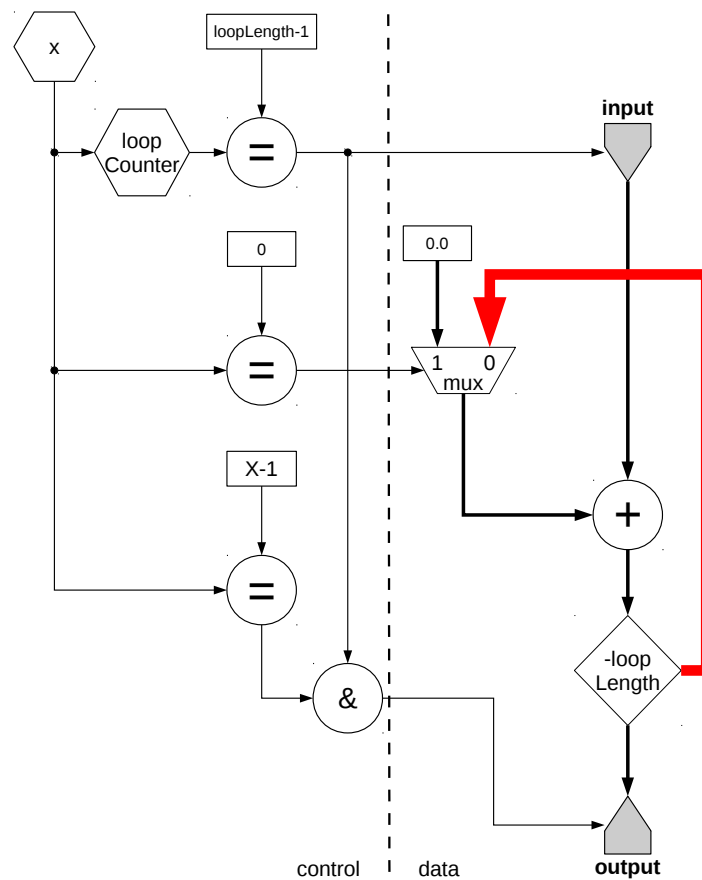 x
loopLength-1
input
loop
Counter
=
0
0.0
=
1 0
mux
X-1
+
=
-loop
Length
&
control
data
output